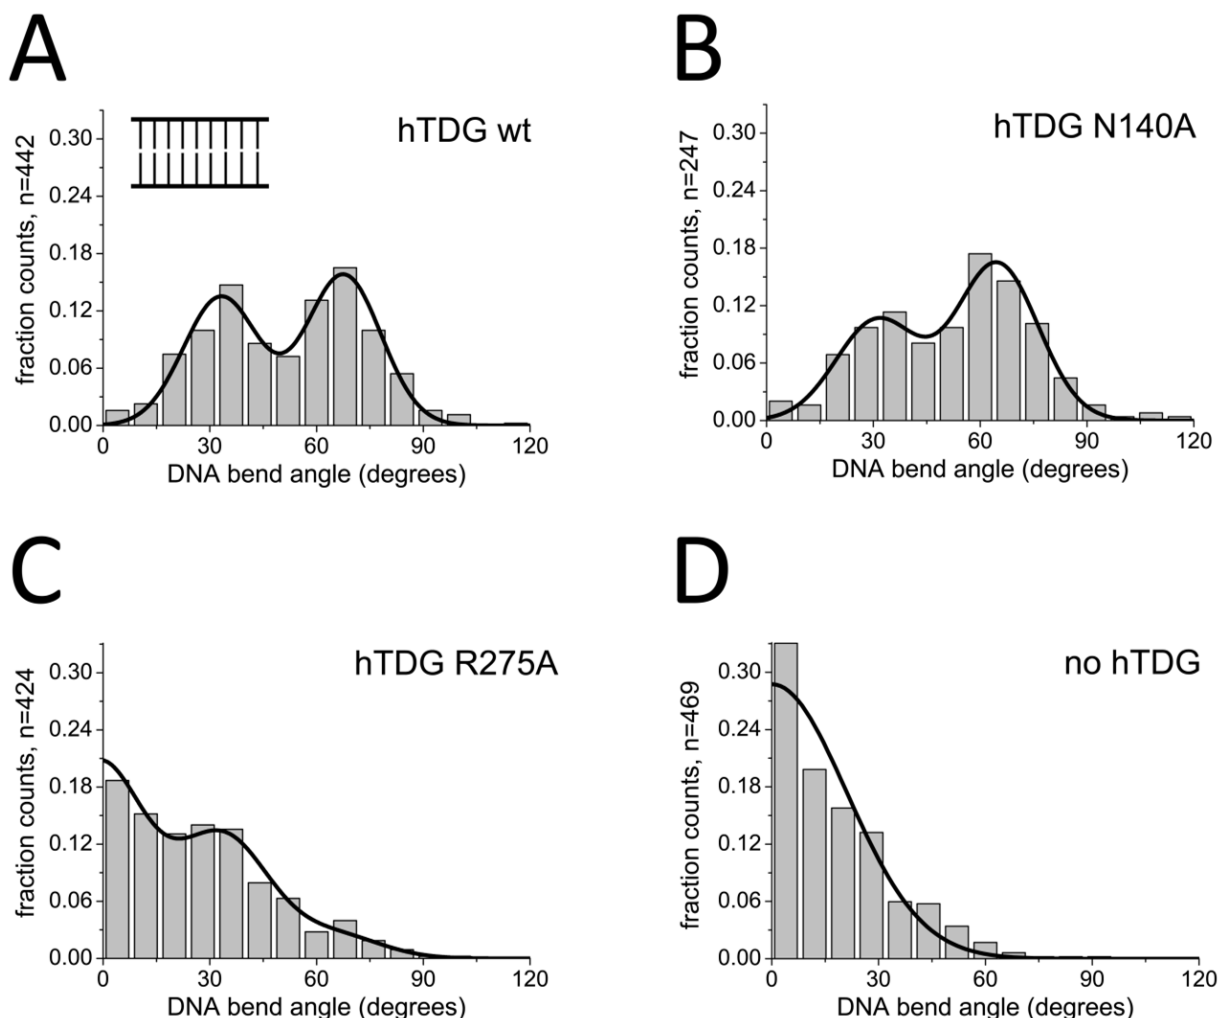 A
hTDG wt
fraction counts, n=442
0.30
0.24
0.18
0.12
0.06
0.00
0 30 60 90 120
DNA bend angle (degrees)
B
hTDG N140A
fraction counts, n=247
0.30
0.24
0.18
0.12
0.06
0.00
0 30 60 90 120
DNA bend angle (degrees)
C
hTDG R275A
fraction counts, n=424
0.30
0.24
0.18
0.12
0.06
0.00
0 30 60 90 120
DNA bend angle (degrees)
D
no hTDG
fraction counts, n=469
0.30
0.24
0.18
0.12
0.06
0.00
0 30 60 90 120
DNA bend angle (degrees)